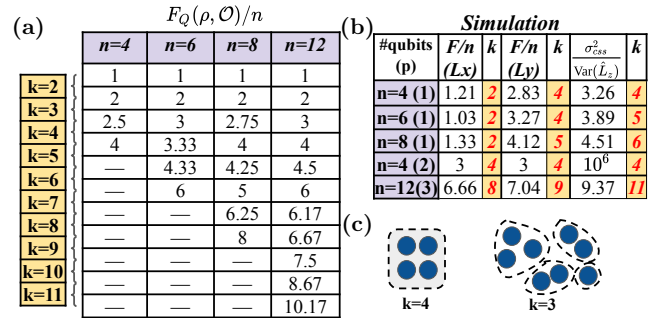 (a)
F_Q(ρ, O)/n
n=4 n=6 n=8 n=12
1 1 1 1
k=2
2 2 2 2
k=3
2.5 3 2.75 3
k=4
4 3.33 4 4
k=5
— 4.33 4.25 4.5
k=6
— 6 5 6
k=7
— — 6.25 6.17
k=8
— — 8 6.67
k=9
— — — 7.5
k=10
— — — 8.67
k=11
— — — 10.17
(b)
Simulation
#qubits (p) F/n (Lx) k F/n (Ly) k σ²_css / Var(L̂_z) k
n=4 (1) 1.21 2 2.83 4 3.26 4
n=6 (1) 1.03 2 3.27 4 3.89 5
n=8 (1) 1.33 2 4.12 5 4.51 6
n=4 (2) 3 4 3 4 10⁶ 4
n=12(3) 6.66 8 7.04 9 9.37 11
(c)
k=4 k=3